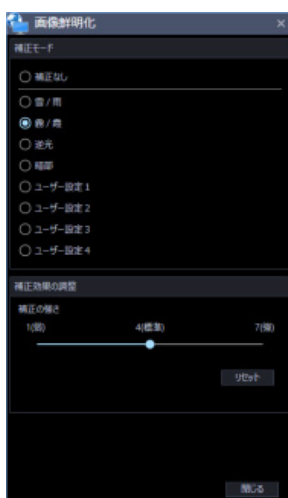 画像鮮明化
補正モード
補正なし
雪 / 雨
霧 / 霞
逆光
暗部
ユーザー設定 1
ユーザー設定 2
ユーザー設定 3
ユーザー設定 4
補正効果の調整
補正の強さ
1(弱) 4(標準) 7(強)
リセット
閉じる